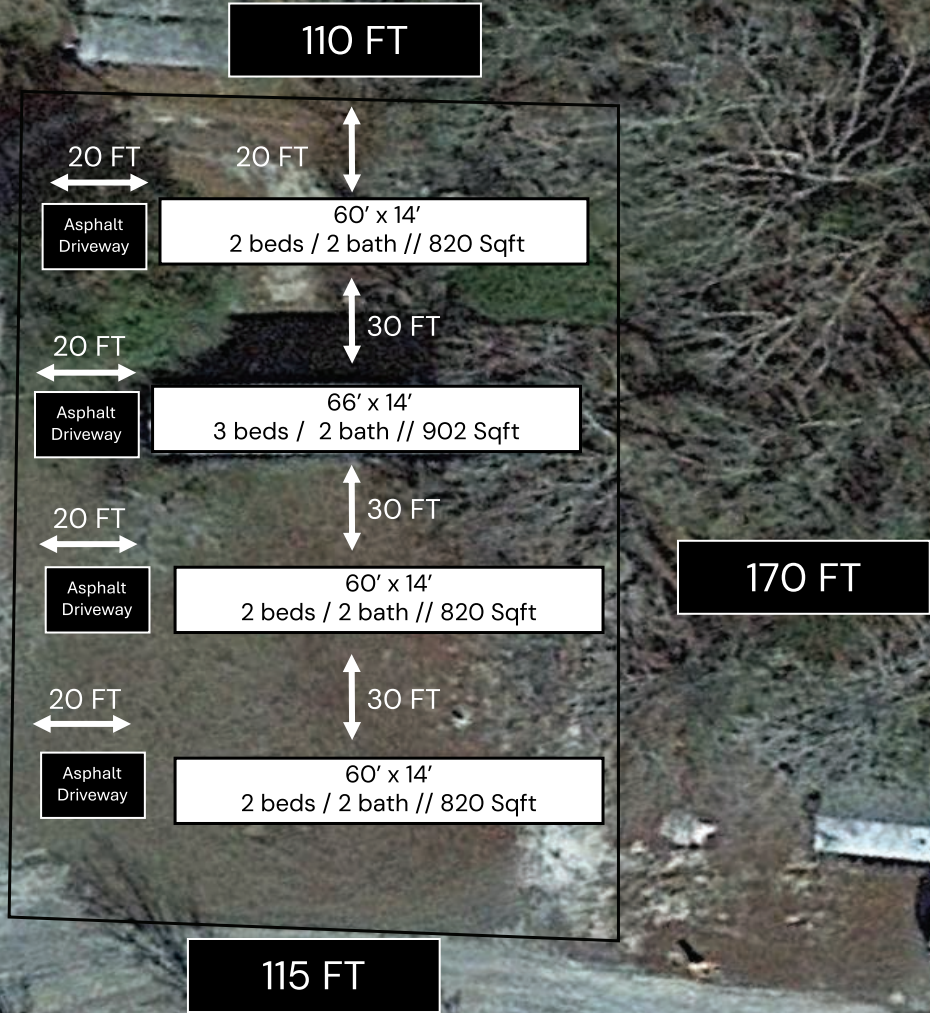 110 FT
20 FT
20 FT
Asphalt
Driveway
60’ x 14’
2 beds / 2 bath // 820 Sqft
30 FT
20 FT
Asphalt
Driveway
66’ x 14’
3 beds /  2 bath // 902 Sqft
30 FT
20 FT
Asphalt
Driveway
60’ x 14’
2 beds / 2 bath // 820 Sqft
170 FT
30 FT
20 FT
Asphalt
Driveway
60’ x 14’
2 beds / 2 bath // 820 Sqft
115 FT